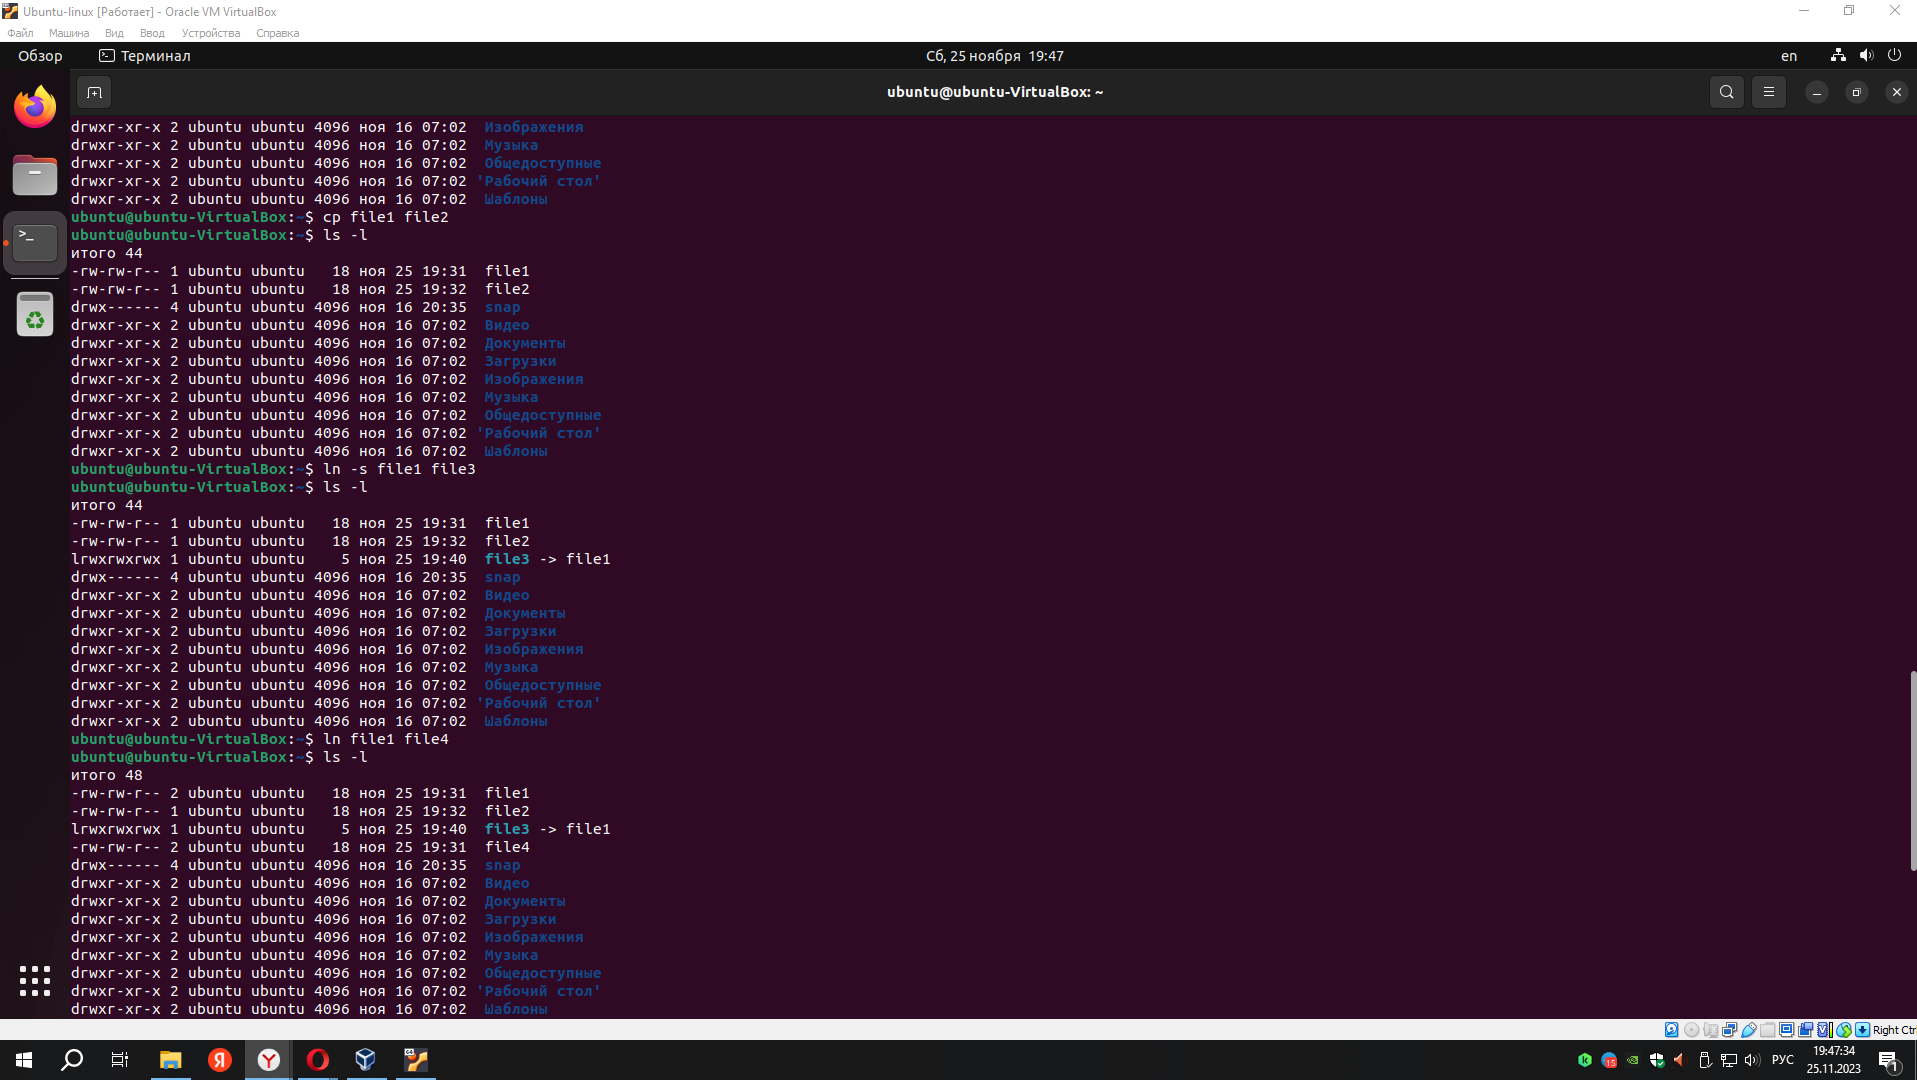 Ubuntu-linux [Работает] - Oracle VM VirtualBox
Файл Машина Вид Ввод Устройства Справка
Обзор Терминал Сб, 25 ноября 19:47 en
ubuntu@ubuntu-VirtualBox: ~
drwxr-xr-x 2 ubuntu ubuntu 4096 ноя 16 07:02  Изображения
drwxr-xr-x 2 ubuntu ubuntu 4096 ноя 16 07:02  Музыка
drwxr-xr-x 2 ubuntu ubuntu 4096 ноя 16 07:02  Общедоступные
drwxr-xr-x 2 ubuntu ubuntu 4096 ноя 16 07:02 'Рабочий стол'
drwxr-xr-x 2 ubuntu ubuntu 4096 ноя 16 07:02  Шаблоны
ubuntu@ubuntu-VirtualBox:~$ cp file1 file2
ubuntu@ubuntu-VirtualBox:~$ ls -l
итого 44
-rw-rw-r-- 1 ubuntu ubuntu   18 ноя 25 19:31  file1
-rw-rw-r-- 1 ubuntu ubuntu   18 ноя 25 19:32  file2
drwx------ 4 ubuntu ubuntu 4096 ноя 16 20:35  snap
drwxr-xr-x 2 ubuntu ubuntu 4096 ноя 16 07:02  Видео
drwxr-xr-x 2 ubuntu ubuntu 4096 ноя 16 07:02  Документы
drwxr-xr-x 2 ubuntu ubuntu 4096 ноя 16 07:02  Загрузки
drwxr-xr-x 2 ubuntu ubuntu 4096 ноя 16 07:02  Изображения
drwxr-xr-x 2 ubuntu ubuntu 4096 ноя 16 07:02  Музыка
drwxr-xr-x 2 ubuntu ubuntu 4096 ноя 16 07:02  Общедоступные
drwxr-xr-x 2 ubuntu ubuntu 4096 ноя 16 07:02 'Рабочий стол'
drwxr-xr-x 2 ubuntu ubuntu 4096 ноя 16 07:02  Шаблоны
ubuntu@ubuntu-VirtualBox:~$ ln -s file1 file3
ubuntu@ubuntu-VirtualBox:~$ ls -l
итого 44
-rw-rw-r-- 1 ubuntu ubuntu   18 ноя 25 19:31  file1
-rw-rw-r-- 1 ubuntu ubuntu   18 ноя 25 19:32  file2
lrwxrwxrwx 1 ubuntu ubuntu    5 ноя 25 19:40  file3 -> file1
drwx------ 4 ubuntu ubuntu 4096 ноя 16 20:35  snap
drwxr-xr-x 2 ubuntu ubuntu 4096 ноя 16 07:02  Видео
drwxr-xr-x 2 ubuntu ubuntu 4096 ноя 16 07:02  Документы
drwxr-xr-x 2 ubuntu ubuntu 4096 ноя 16 07:02  Загрузки
drwxr-xr-x 2 ubuntu ubuntu 4096 ноя 16 07:02  Изображения
drwxr-xr-x 2 ubuntu ubuntu 4096 ноя 16 07:02  Музыка
drwxr-xr-x 2 ubuntu ubuntu 4096 ноя 16 07:02  Общедоступные
drwxr-xr-x 2 ubuntu ubuntu 4096 ноя 16 07:02 'Рабочий стол'
drwxr-xr-x 2 ubuntu ubuntu 4096 ноя 16 07:02  Шаблоны
ubuntu@ubuntu-VirtualBox:~$ ln file1 file4
ubuntu@ubuntu-VirtualBox:~$ ls -l
итого 48
-rw-rw-r-- 2 ubuntu ubuntu   18 ноя 25 19:31  file1
-rw-rw-r-- 1 ubuntu ubuntu   18 ноя 25 19:32  file2
lrwxrwxrwx 1 ubuntu ubuntu    5 ноя 25 19:40  file3 -> file1
-rw-rw-r-- 2 ubuntu ubuntu   18 ноя 25 19:31  file4
drwx------ 4 ubuntu ubuntu 4096 ноя 16 20:35  snap
drwxr-xr-x 2 ubuntu ubuntu 4096 ноя 16 07:02  Видео
drwxr-xr-x 2 ubuntu ubuntu 4096 ноя 16 07:02  Документы
drwxr-xr-x 2 ubuntu ubuntu 4096 ноя 16 07:02  Загрузки
drwxr-xr-x 2 ubuntu ubuntu 4096 ноя 16 07:02  Изображения
drwxr-xr-x 2 ubuntu ubuntu 4096 ноя 16 07:02  Музыка
drwxr-xr-x 2 ubuntu ubuntu 4096 ноя 16 07:02  Общедоступные
drwxr-xr-x 2 ubuntu ubuntu 4096 ноя 16 07:02 'Рабочий стол'
drwxr-xr-x 2 ubuntu ubuntu 4096 ноя 16 07:02  Шаблоны
Right Ctrl
РУС 19:47:34
25.11.2023